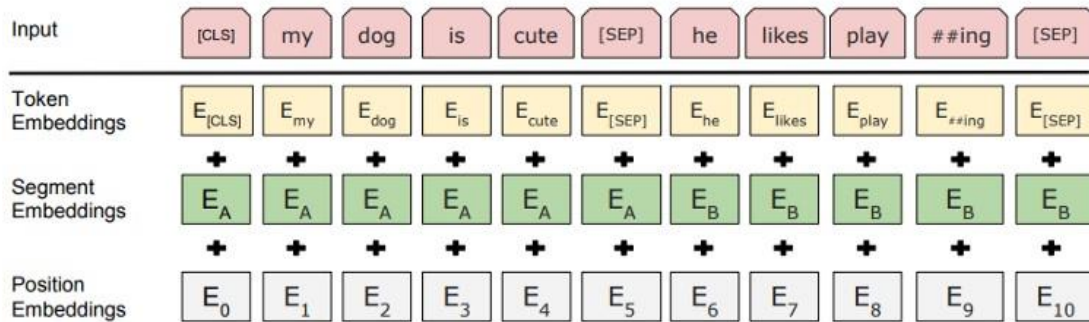 Input [CLS] my dog is cute [SEP] he likes play ##ing [SEP]
Token Embeddings E[CLS] Emy Edog Eis Ecute E[SEP] Ehe Elikes Eplay E##ing E[SEP]
+ + + + + + + + + + +
Segment Embeddings EA EA EA EA EA EA EB EB EB EB EB
+ + + + + + + + + + +
Position Embeddings E0 E1 E2 E3 E4 E5 E6 E7 E8 E9 E10